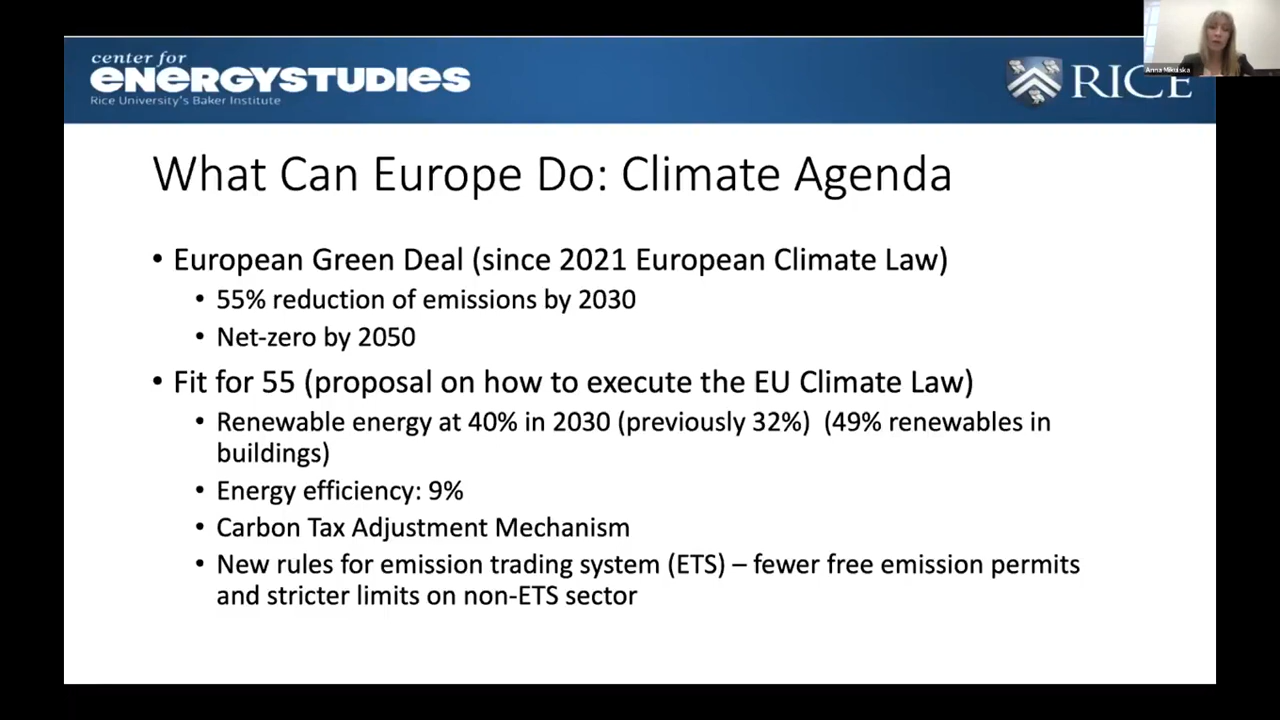 center for
ENERGYSTUDIES
Rice University's Baker Institute
RICE
Anna Mikulska
What Can Europe Do: Climate Agenda
• European Green Deal (since 2021 European Climate Law)
• 55% reduction of emissions by 2030
• Net-zero by 2050
• Fit for 55 (proposal on how to execute the EU Climate Law)
• Renewable energy at 40% in 2030 (previously 32%) (49% renewables in
buildings)
• Energy efficiency: 9%
• Carbon Tax Adjustment Mechanism
• New rules for emission trading system (ETS) – fewer free emission permits
and stricter limits on non-ETS sector